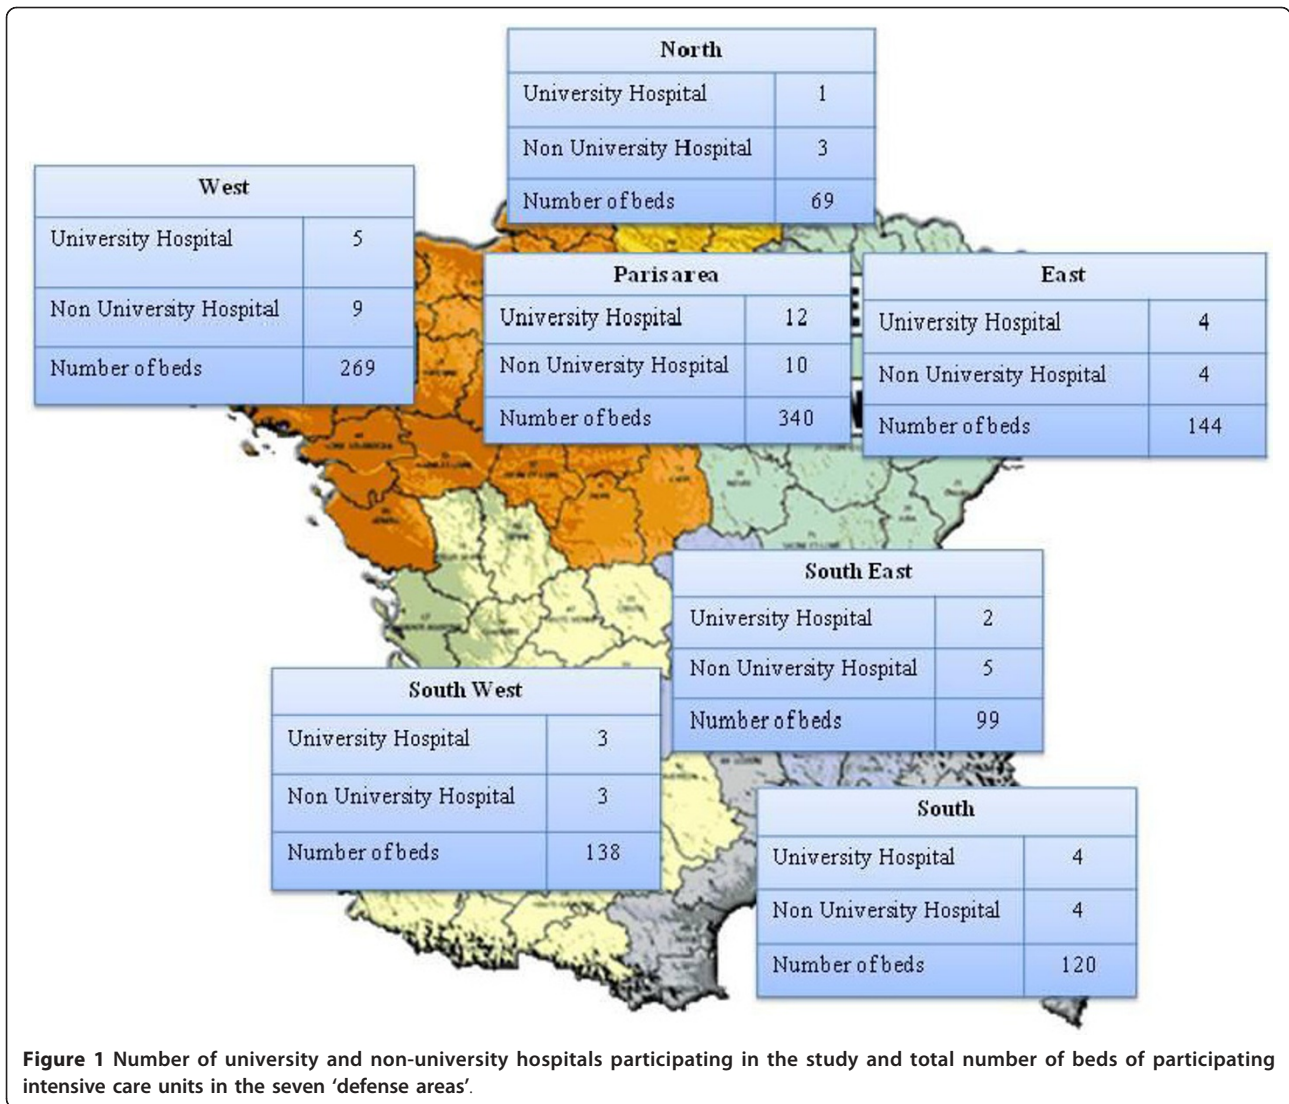 North
University Hospital 1
Non University Hospital 3
Number of beds 69
West
University Hospital 5
Non University Hospital 9
Number of beds 269
Paris area
University Hospital 12
Non University Hospital 10
Number of beds 340
East
University Hospital 4
Non University Hospital 4
Number of beds 144
South East
University Hospital 2
Non University Hospital 5
Number of beds 99
South West
University Hospital 3
Non University Hospital 3
Number of beds 138
South
University Hospital 4
Non University Hospital 4
Number of beds 120
Figure 1 Number of university and non-university hospitals participating in the study and total number of beds of participating
intensive care units in the seven ‘defense areas’.